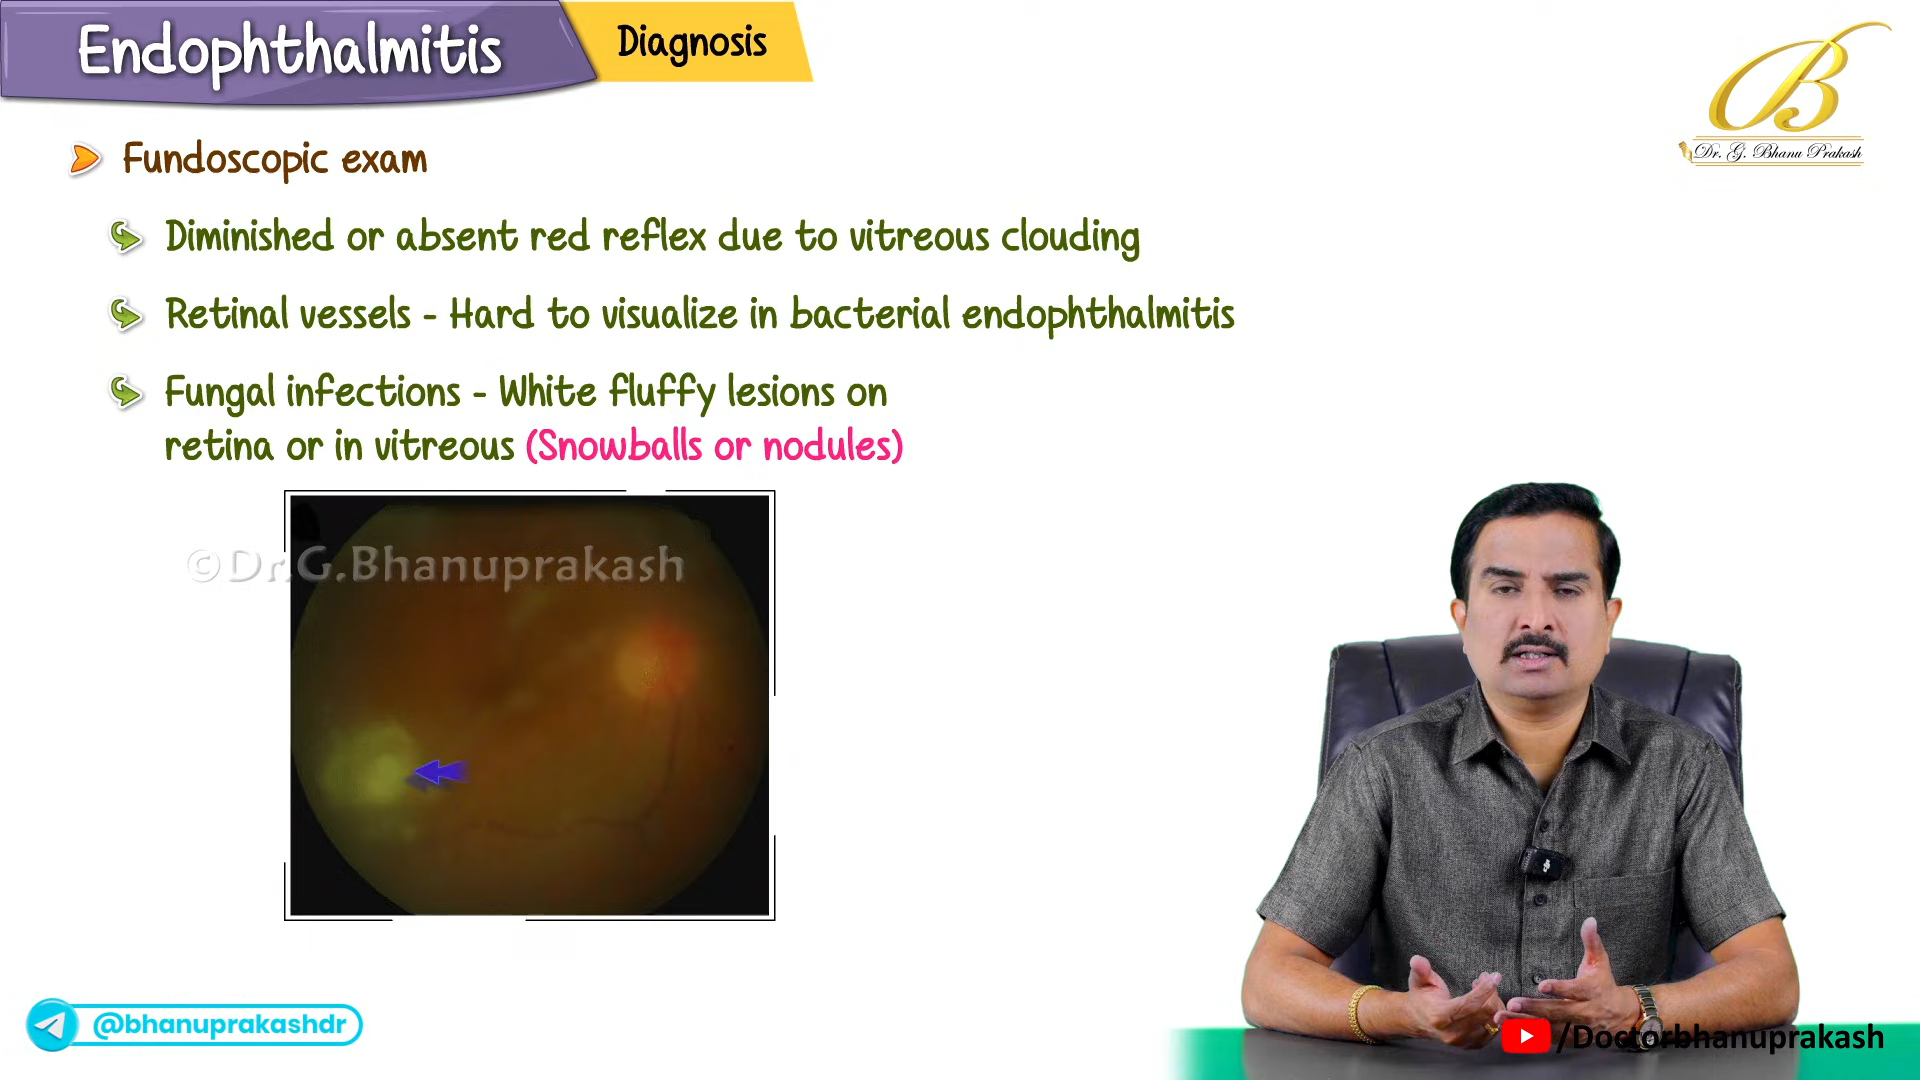 Endophthalmitis
Diagnosis
B
Dr. G. Bhanu Prakash
Fundoscopic exam
Diminished or absent red reflex due to vitreous clouding
Retinal vessels - Hard to visualize in bacterial endophthalmitis
Fungal infections - White fluffy lesions on
retina or in vitreous (Snowballs or nodules)
©Dr.G.Bhanuprakash
@bhanuprakashdr
/Doctorbhanuprakash